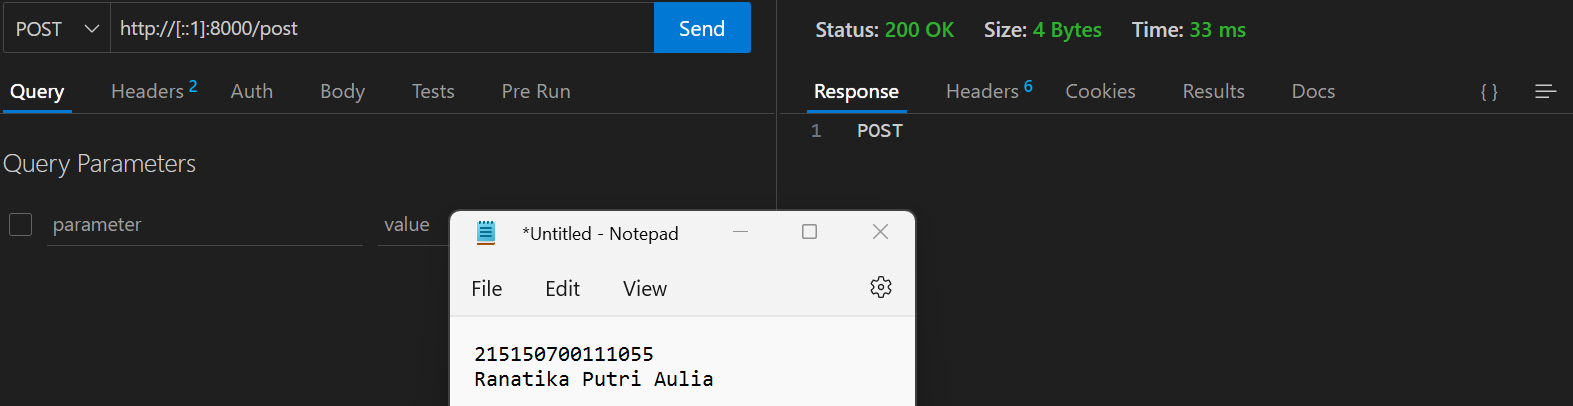 POST http://[::1]:8000/post Send
Query Headers 2 Auth Body Tests Pre Run
Query Parameters
parameter value
Status: 200 OK Size: 4 Bytes Time: 33 ms
Response Headers 6 Cookies Results Docs { }
1 POST
*Untitled - Notepad
File Edit View
215150700111055
Ranatika Putri Aulia